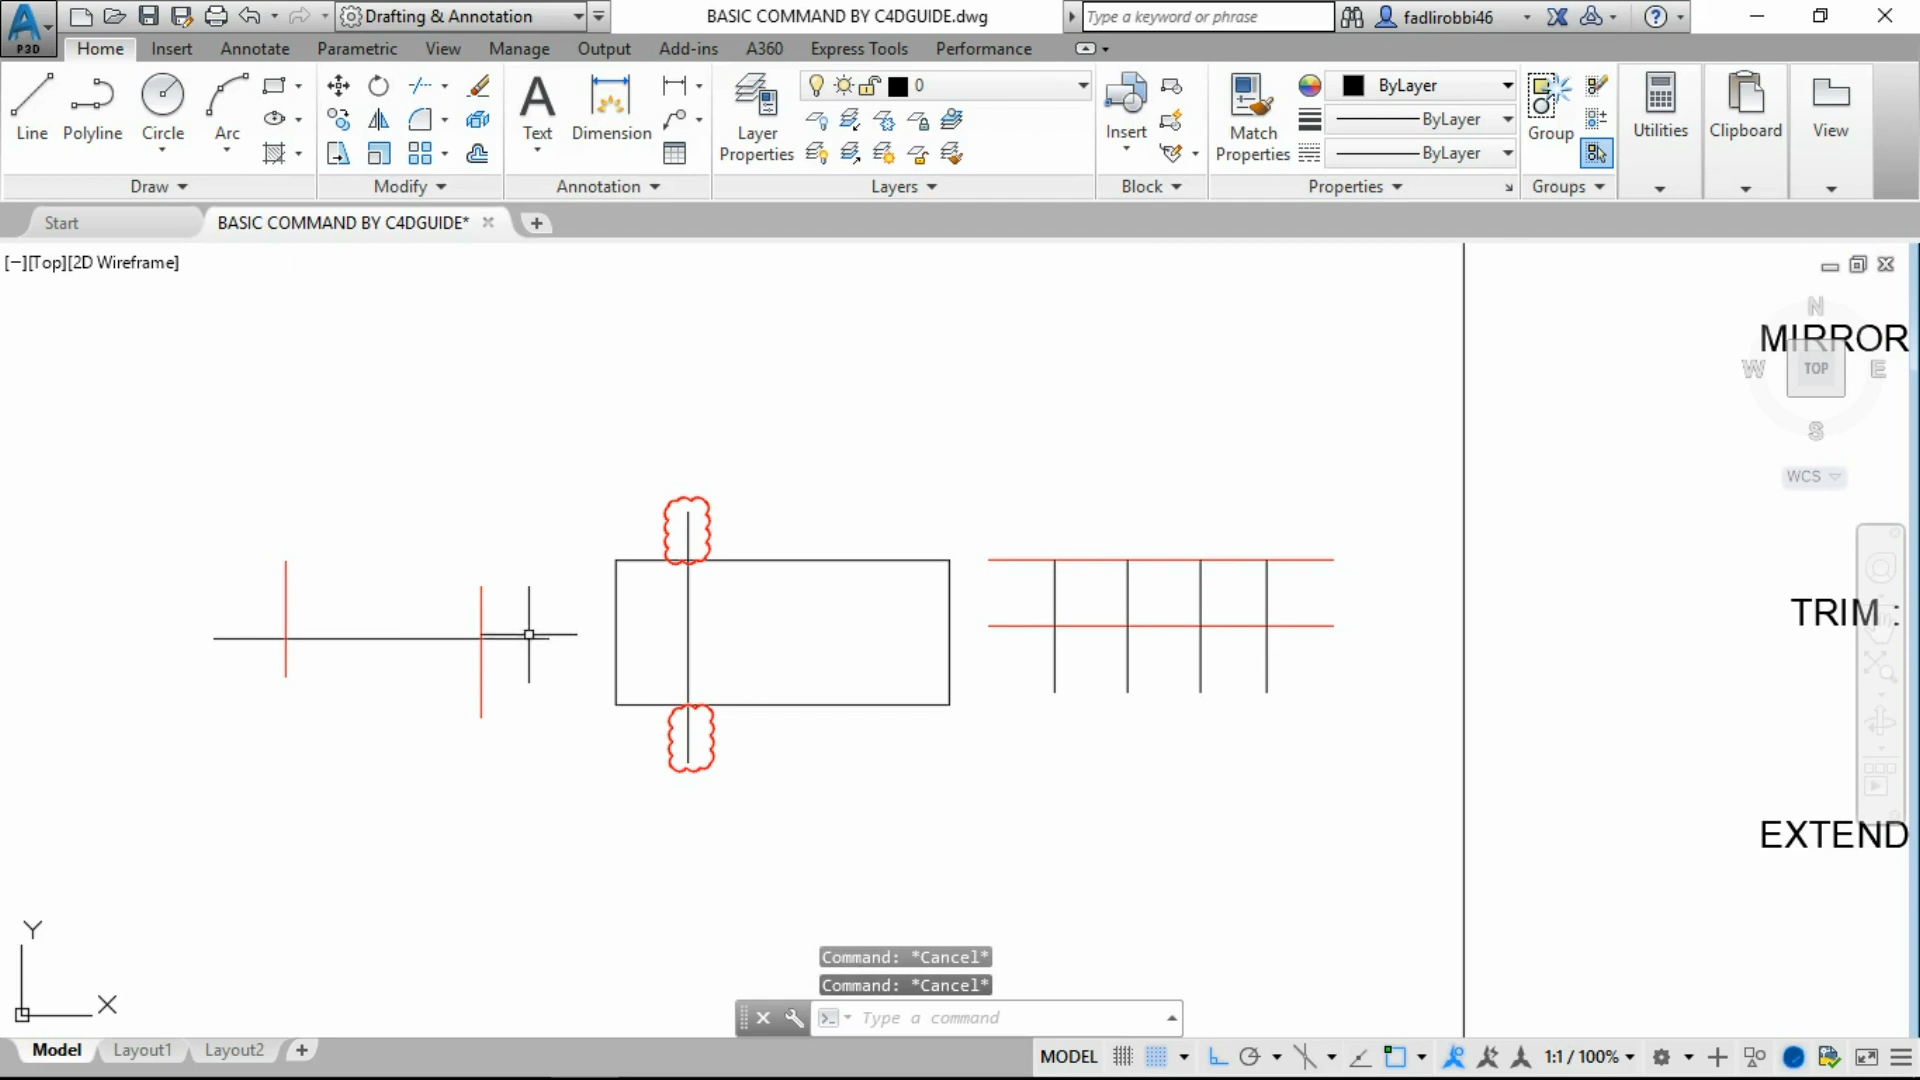 Drafting & Annotation
BASIC COMMAND BY C4DGUIDE.dwg
Type a keyword or phrase
fadlirobbi46
P3D
Home Insert Annotate Parametric View Manage Output Add-ins A360 Express Tools Performance
Line Polyline Circle Arc
Text Dimension
Layer Properties
0
Insert
Match Properties
ByLayer
ByLayer
ByLayer
Group
Utilities
Clipboard
View
Draw Modify Annotation Layers Block Properties Groups
Start
BASIC COMMAND BY C4DGUIDE*
[−][Top][2D Wireframe]
N
MIRROR
W TOP E
S
WCS
TRIM :
EXTEND
Y
X
Command: *Cancel*
Command: *Cancel*
Type a command
Model Layout1 Layout2
MODEL
1:1 / 100%